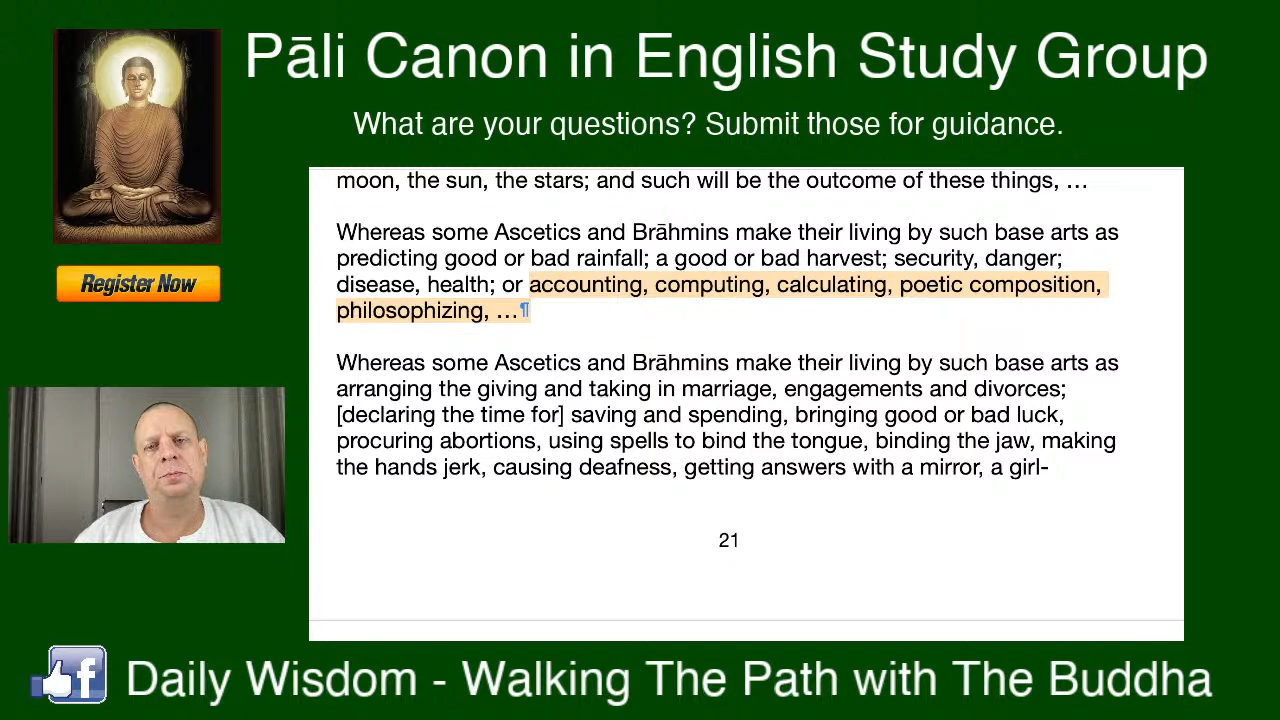 Pāli Canon in English Study Group
What are your questions? Submit those for guidance.
Register Now
moon, the sun, the stars; and such will be the outcome of these things, …
Whereas some Ascetics and Brāhmins make their living by such base arts as
predicting good or bad rainfall; a good or bad harvest; security, danger;
disease, health; or accounting, computing, calculating, poetic composition,
philosophizing, …¶
Whereas some Ascetics and Brāhmins make their living by such base arts as
arranging the giving and taking in marriage, engagements and divorces;
[declaring the time for] saving and spending, bringing good or bad luck,
procuring abortions, using spells to bind the tongue, binding the jaw, making
the hands jerk, causing deafness, getting answers with a mirror, a girl-
21
f
Daily Wisdom - Walking The Path with The Buddha